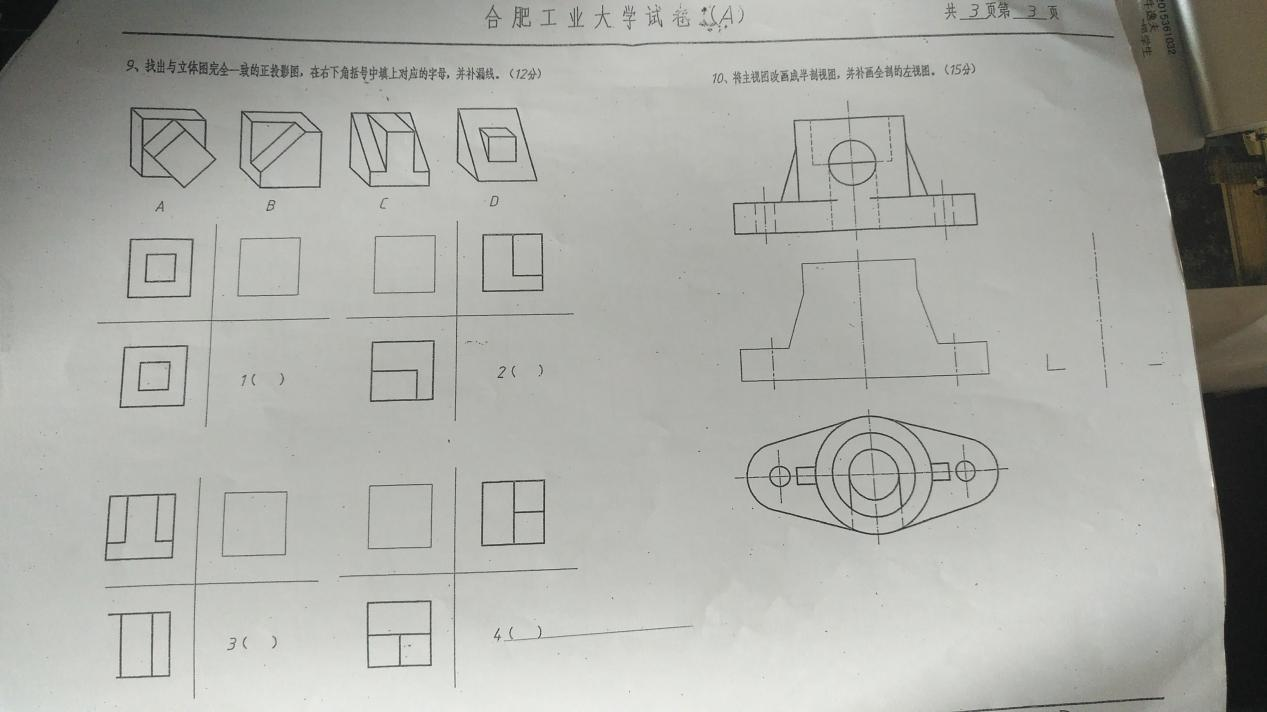 合肥工业大学试卷(A)
共 3 页第 3 页
2015361032
学生
9、找出与立体图完全一致的正投影图，在右下角括号中填上对应的字母，并补漏线。（12分）
10、将主视图改画成半剖视图，并补画全剖的左视图。（15分）
A B C D
1( ) 2( )
3( ) 4( )